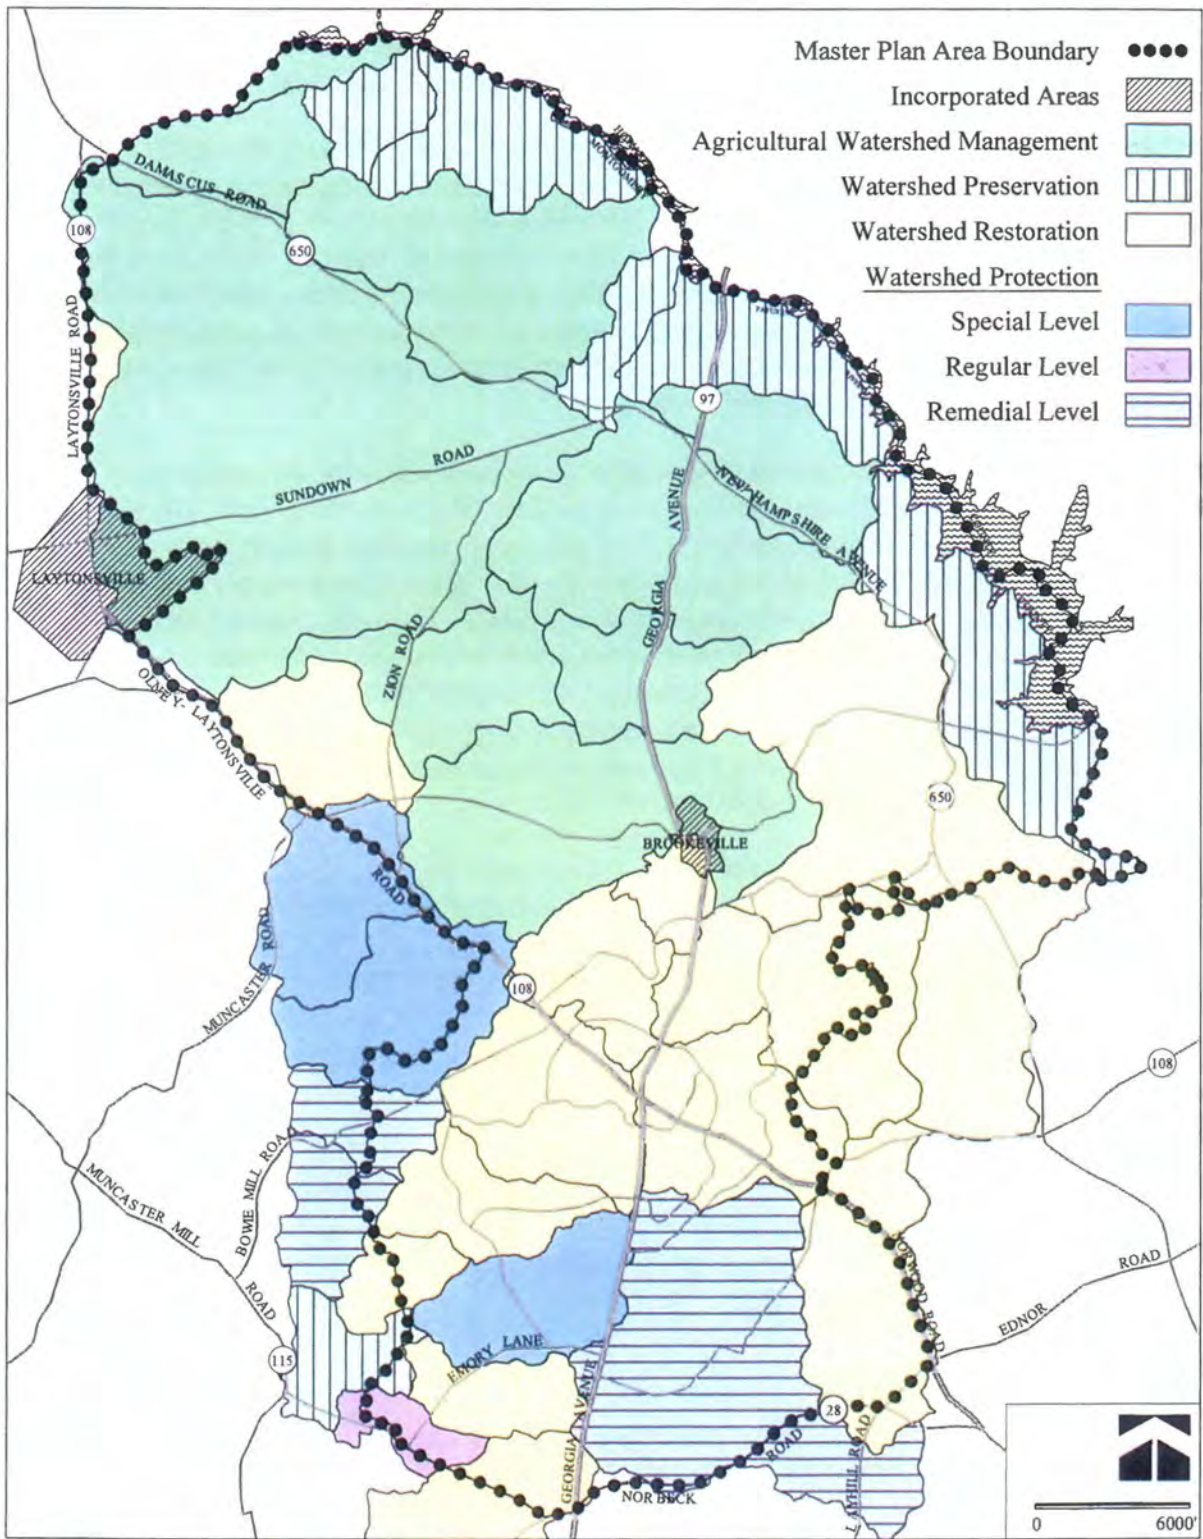 Master Plan Area Boundary
Incorporated Areas
Agricultural Watershed Management
Watershed Preservation
Watershed Restoration
Watershed Protection
Special Level
Regular Level
Remedial Level
MONTGOMERY
DAMASCUS ROAD
108
650
LAYTONSVILLE ROAD
97
SUNDOWN ROAD
NEW HAMPSHIRE AVENUE
GEORGIA AVENUE
LAYTONSVILLE
ZION ROAD
OLNEY-LAYTONSVILLE ROAD
650
BROOKEVILLE
MUNCASTER ROAD
108
108
BOWIE MILL ROAD
MUNCASTER MILL ROAD
NORWOOD ROAD
EDNOR ROAD
EMORY LANE
115
GEORGIA AVENUE
28
NORBECK ROAD
LAYHILL ROAD
0 6000'